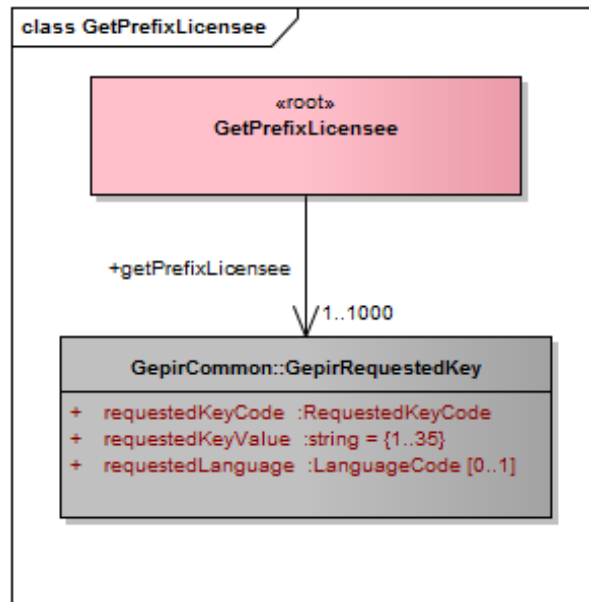 class GetPrefixLicensee
«root»
GetPrefixLicensee
+getPrefixLicensee
1..1000
GepirCommon::GepirRequestedKey
+ requestedKeyCode :RequestedKeyCode
+ requestedKeyValue :string = {1..35}
+ requestedLanguage :LanguageCode [0..1]